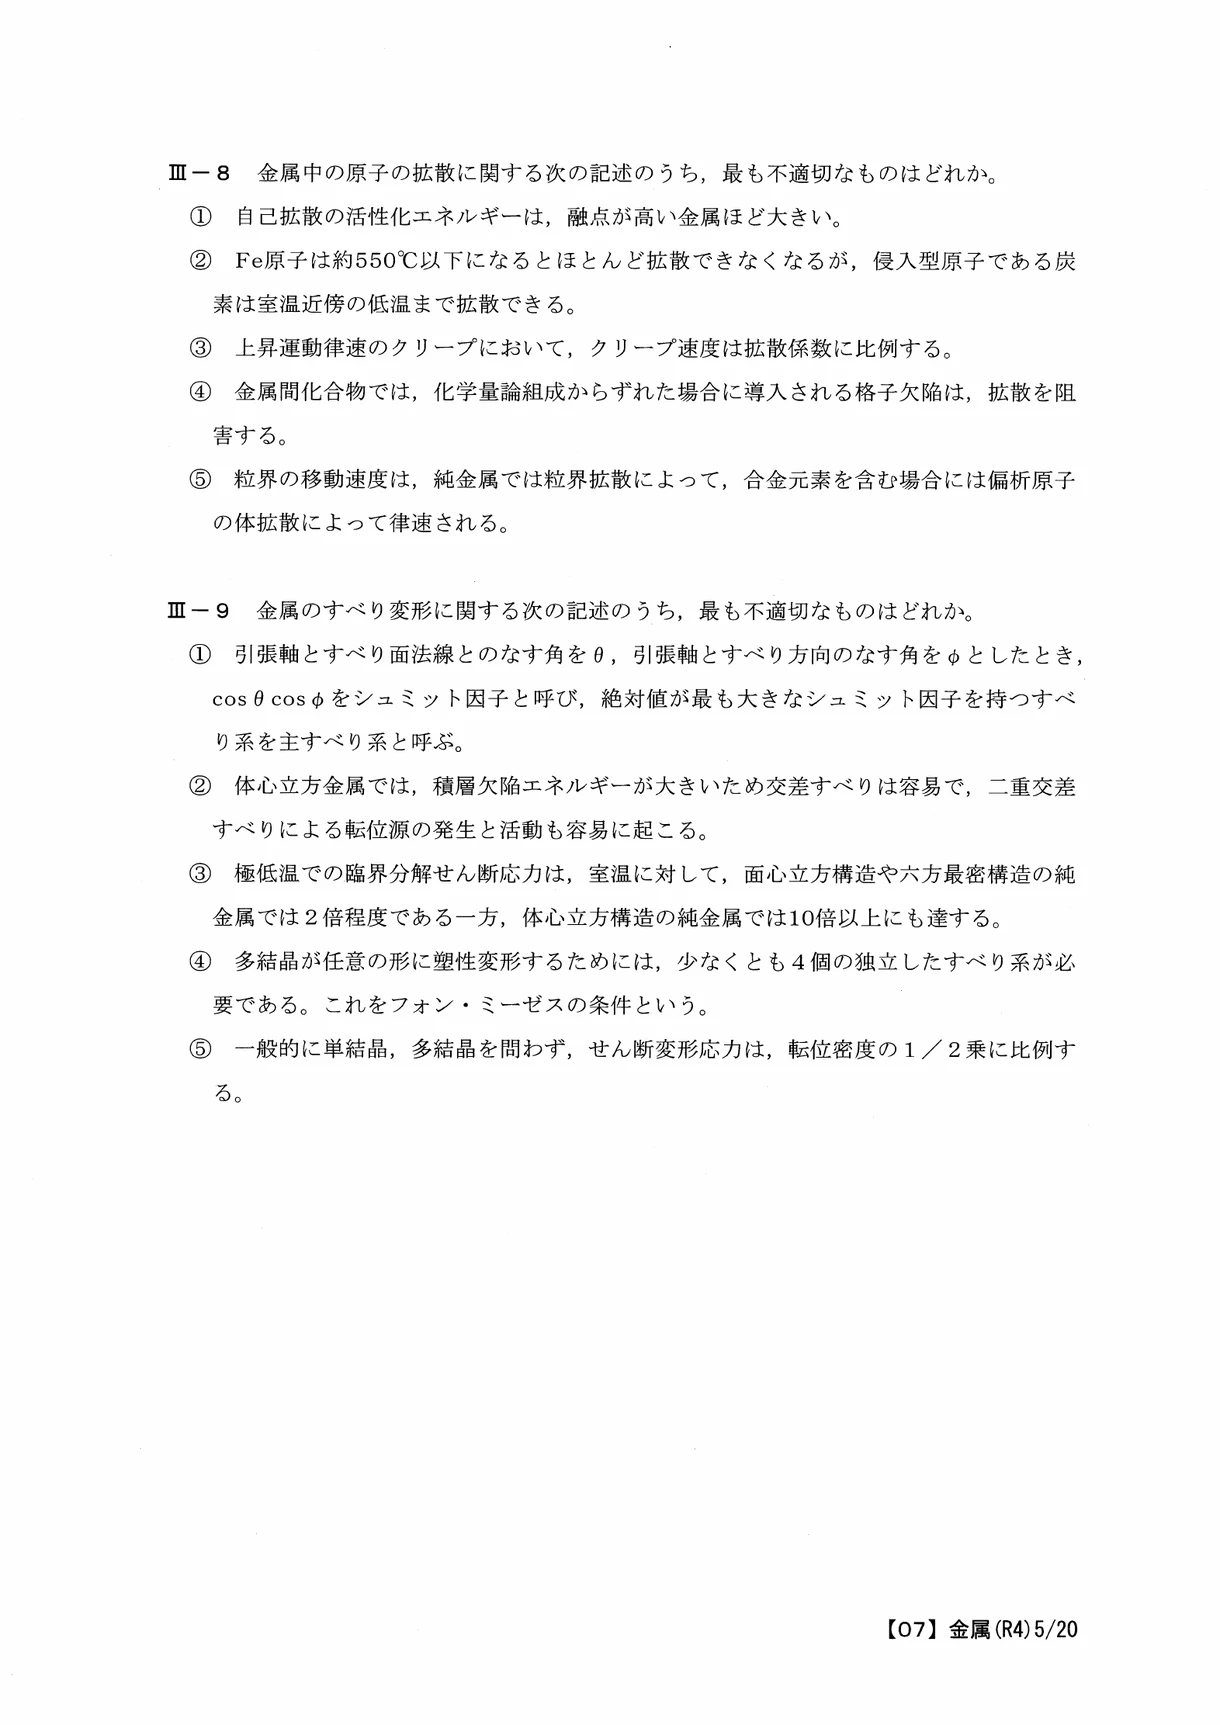 Ⅲ－8　金属中の原子の拡散に関する次の記述のうち，最も不適切なものはどれか。
①　自己拡散の活性化エネルギーは，融点が高い金属ほど大きい。
②　Fe原子は約550℃以下になるとほとんど拡散できなくなるが，侵入型原子である炭
素は室温近傍の低温まで拡散できる。
③　上昇運動律速のクリープにおいて，クリープ速度は拡散係数に比例する。
④　金属間化合物では，化学量論組成からずれた場合に導入される格子欠陥は，拡散を阻
害する。
⑤　粒界の移動速度は，純金属では粒界拡散によって，合金元素を含む場合には偏析原子
の体拡散によって律速される。
Ⅲ－9　金属のすべり変形に関する次の記述のうち，最も不適切なものはどれか。
①　引張軸とすべり面法線とのなす角をθ，引張軸とすべり方向のなす角をφとしたとき，
cosθcosφをシュミット因子と呼び，絶対値が最も大きなシュミット因子を持つすべ
り系を主すべり系と呼ぶ。
②　体心立方金属では，積層欠陥エネルギーが大きいため交差すべりは容易で，二重交差
すべりによる転位源の発生と活動も容易に起こる。
③　極低温での臨界分解せん断応力は，室温に対して，面心立方構造や六方最密構造の純
金属では２倍程度である一方，体心立方構造の純金属では10倍以上にも達する。
④　多結晶が任意の形に塑性変形するためには，少なくとも４個の独立したすべり系が必
要である。これをフォン・ミーゼスの条件という。
⑤　一般的に単結晶，多結晶を問わず，せん断変形応力は，転位密度の１／２乗に比例す
る。
【07】金属(R4)5/20